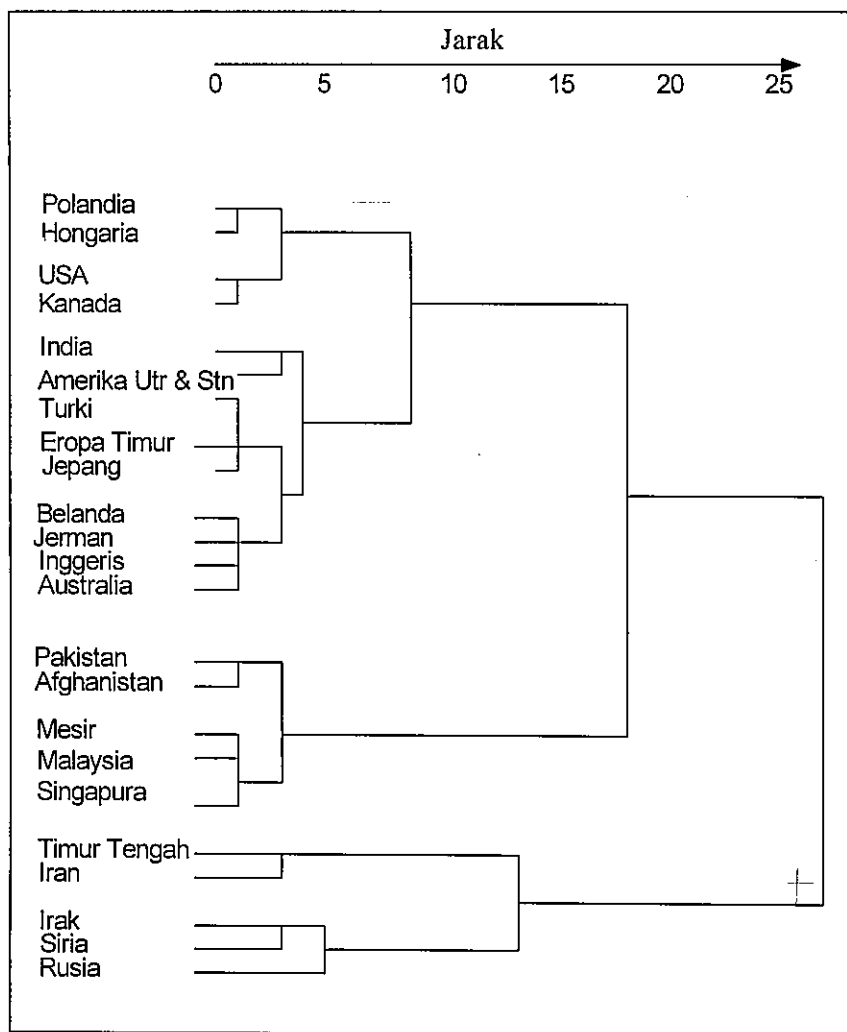 Jarak
0 5 10 15 20 25
Polandia
Hongaria
USA
Kanada
India
Amerika Utr & Stn
Turki
Eropa Timur
Jepang
Belanda
Jerman
Inggeris
Australia
Pakistan
Afghanistan
Mesir
Malaysia
Singapura
Timur Tengah
Iran
Irak
Siria
Rusia